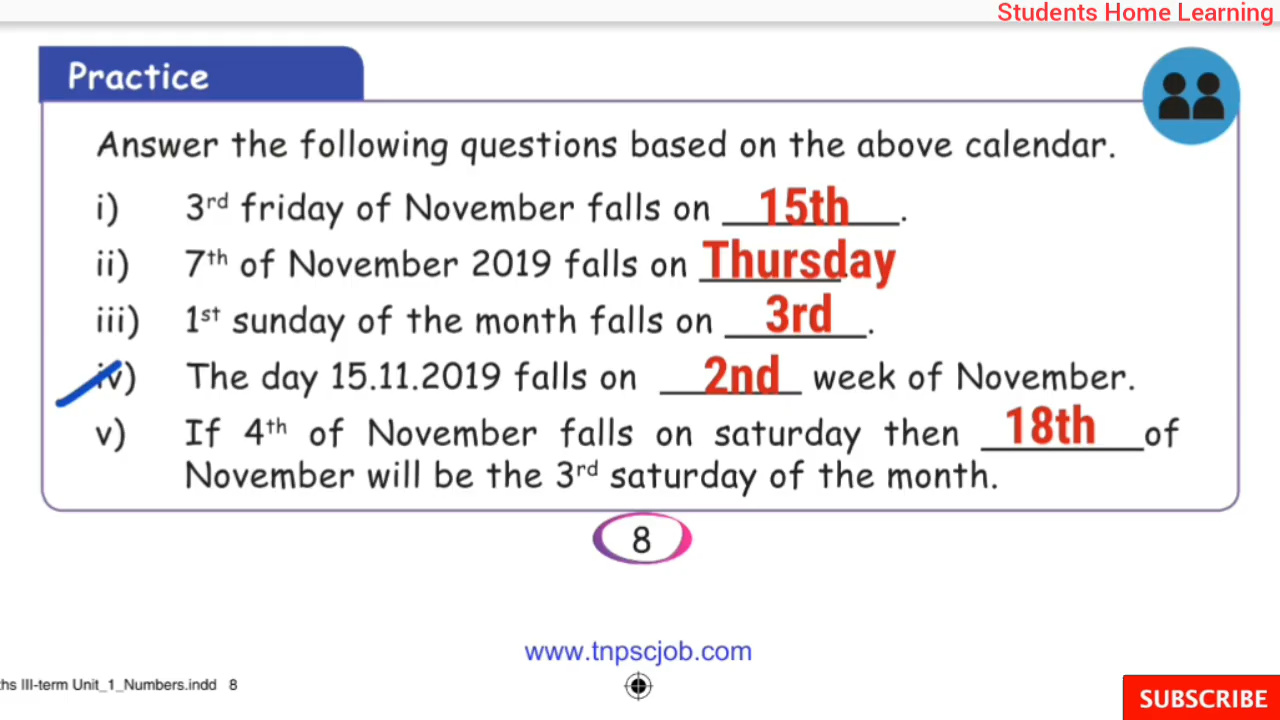 Students Home Learning
Practice
Answer the following questions based on the above calendar.
i) 3rd friday of November falls on 15th.
ii) 7th of November 2019 falls on Thursday.
iii) 1st sunday of the month falls on 3rd.
iv) The day 15.11.2019 falls on 2nd week of November.
v) If 4th of November falls on saturday then 18th of
November will be the 3rd saturday of the month.
8
www.tnpscjob.com
ths III-term Unit_1_Numbers.indd 8
SUBSCRIBE